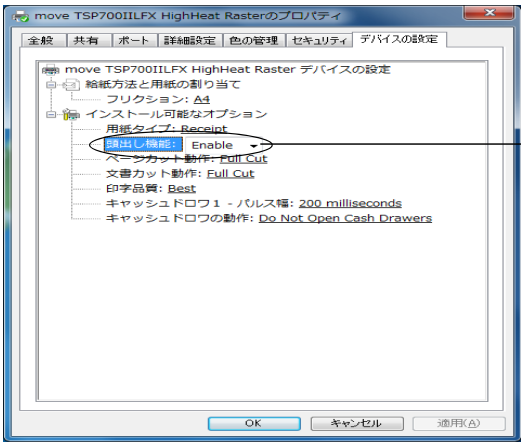 move TSP700IILFX HighHeat Rasterのプロパティ
全般 共有 ポート 詳細設定 色の管理 セキュリティ デバイスの設定
move TSP700IILFX HighHeat Raster デバイスの設定
給紙方法と用紙の割り当て
フリクション: A4
インストール可能なオプション
用紙タイプ: Receipt
頭出し機能: Enable
ページカット動作: Full Cut
文書カット動作: Full Cut
印字品質: Best
キャッシュドロワ1 - パルス幅: 200 milliseconds
キャッシュドロワの動作: Do Not Open Cash Drawers
OK キャンセル 適用(A)